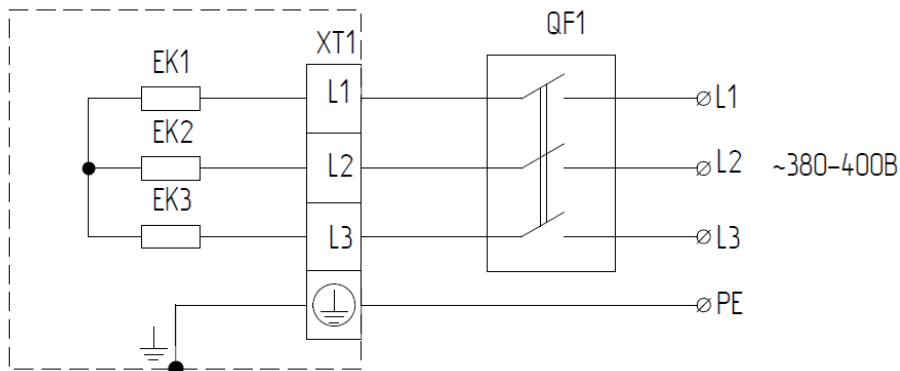 QF1
XT1
EK1
L1
L1
EK2
L2
L2
~380-400В
EK3
L3
L3
PE